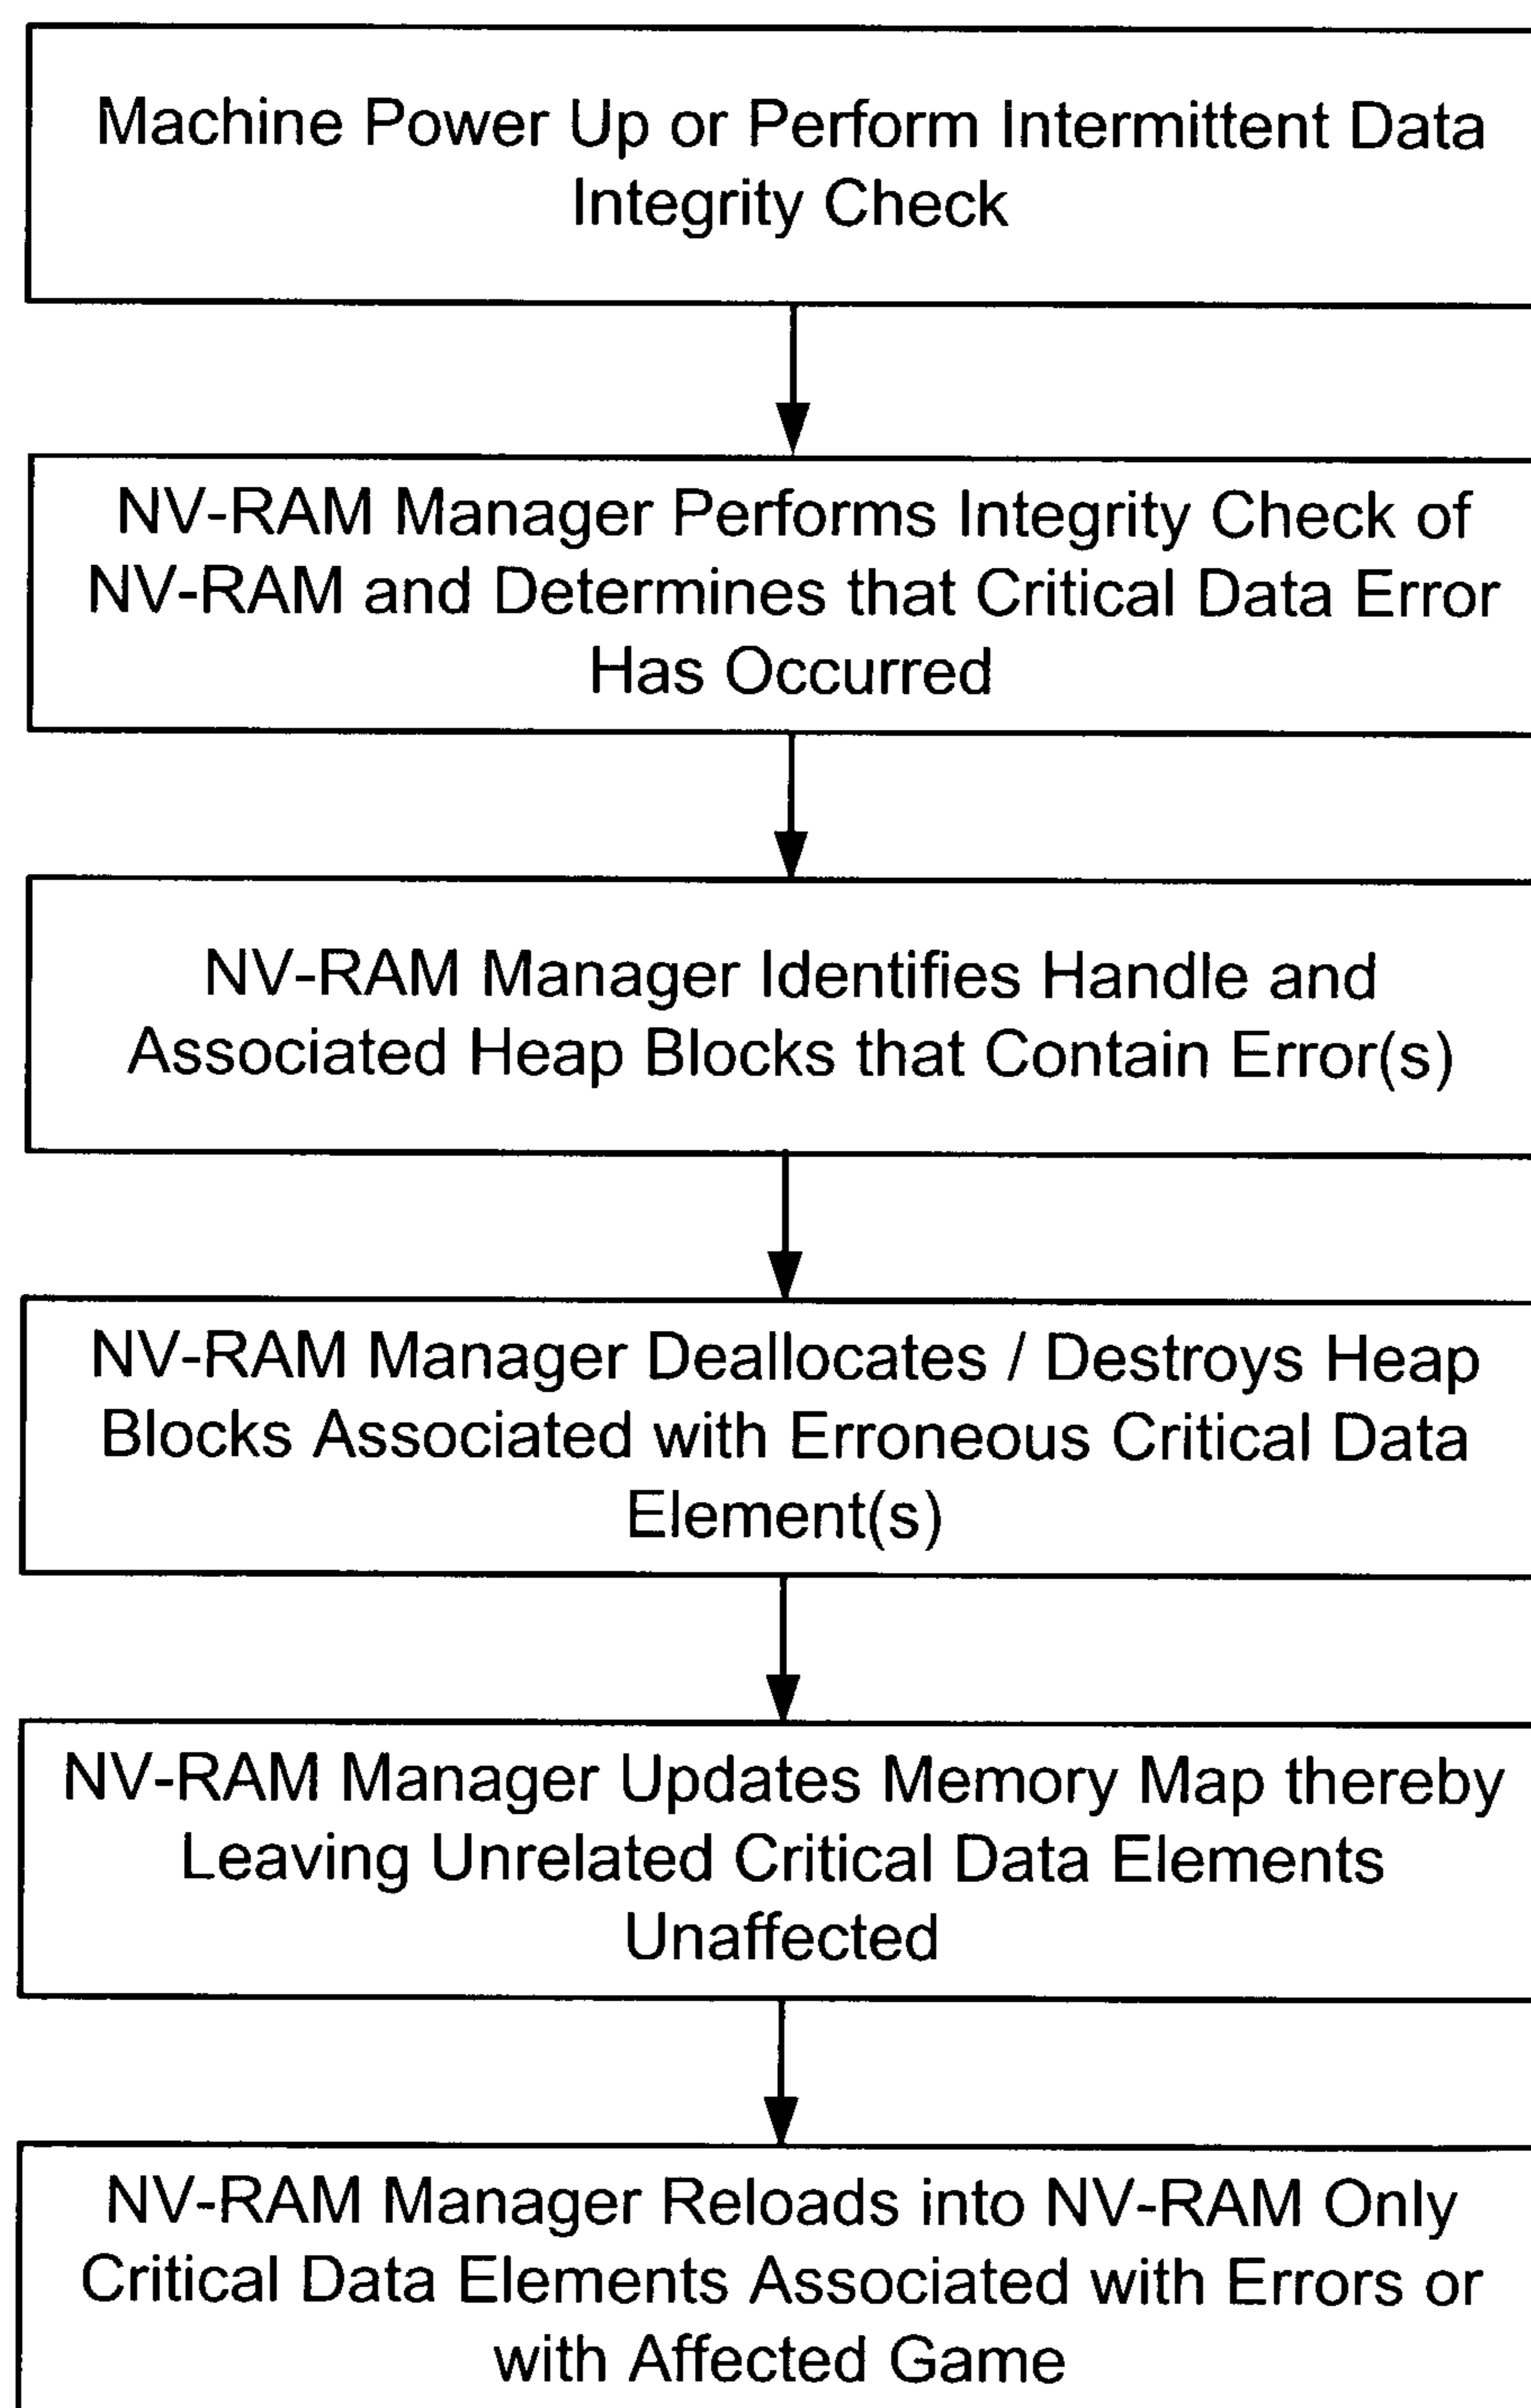 Machine Power Up or Perform Intermittent Data
Integrity Check
NV-RAM Manager Performs Integrity Check of
NV-RAM and Determines that Critical Data Error
Has Occurred
NV-RAM Manager Identifies Handle and
Associated Heap Blocks that Contain Error(s)
NV-RAM Manager Deallocates / Destroys Heap
Blocks Associated with Erroneous Critical Data
Element(s)
NV-RAM Manager Updates Memory Map thereby
Leaving Unrelated Critical Data Elements
Unaffected
NV-RAM Manager Reloads into NV-RAM Only
Critical Data Elements Associated with Errors or
with Affected Game